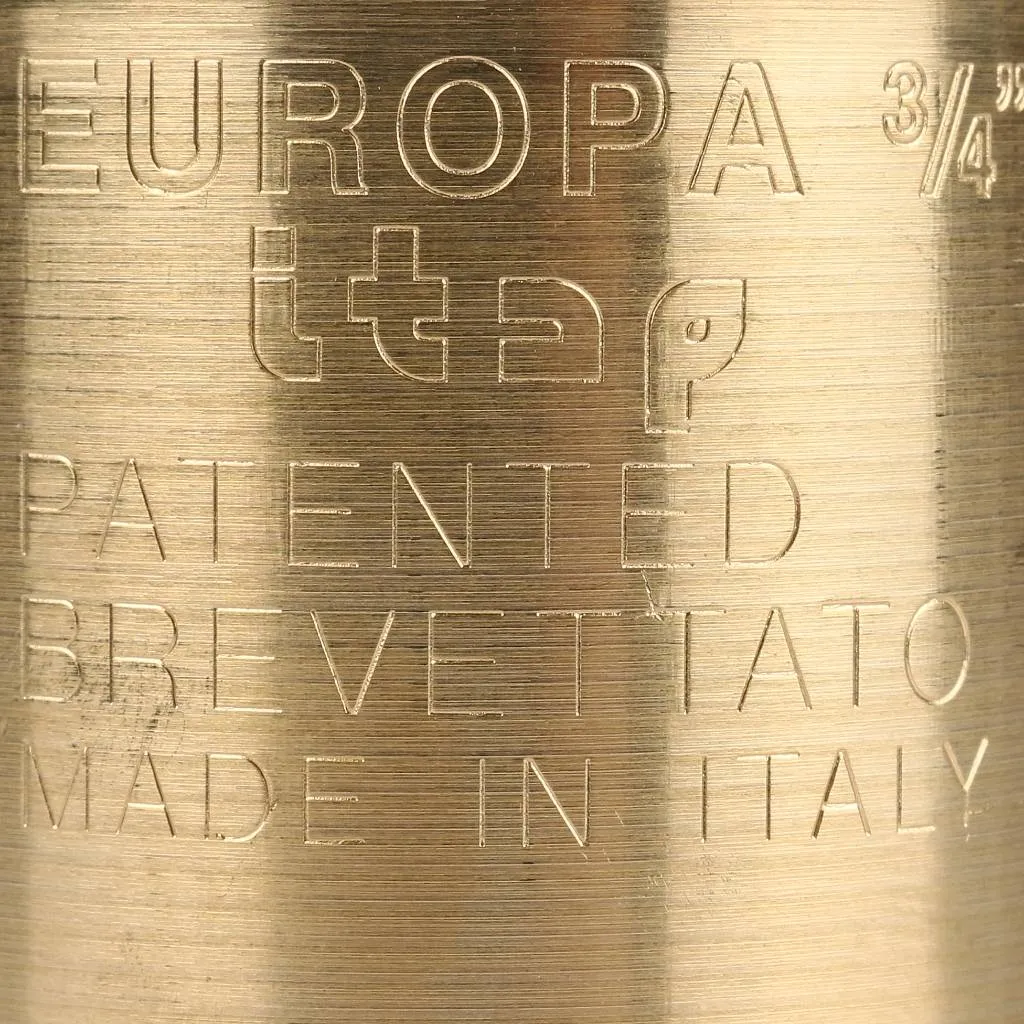 EUROPA 3/4”
itap
PATENTED
BREVETTATO
MADE IN ITALY